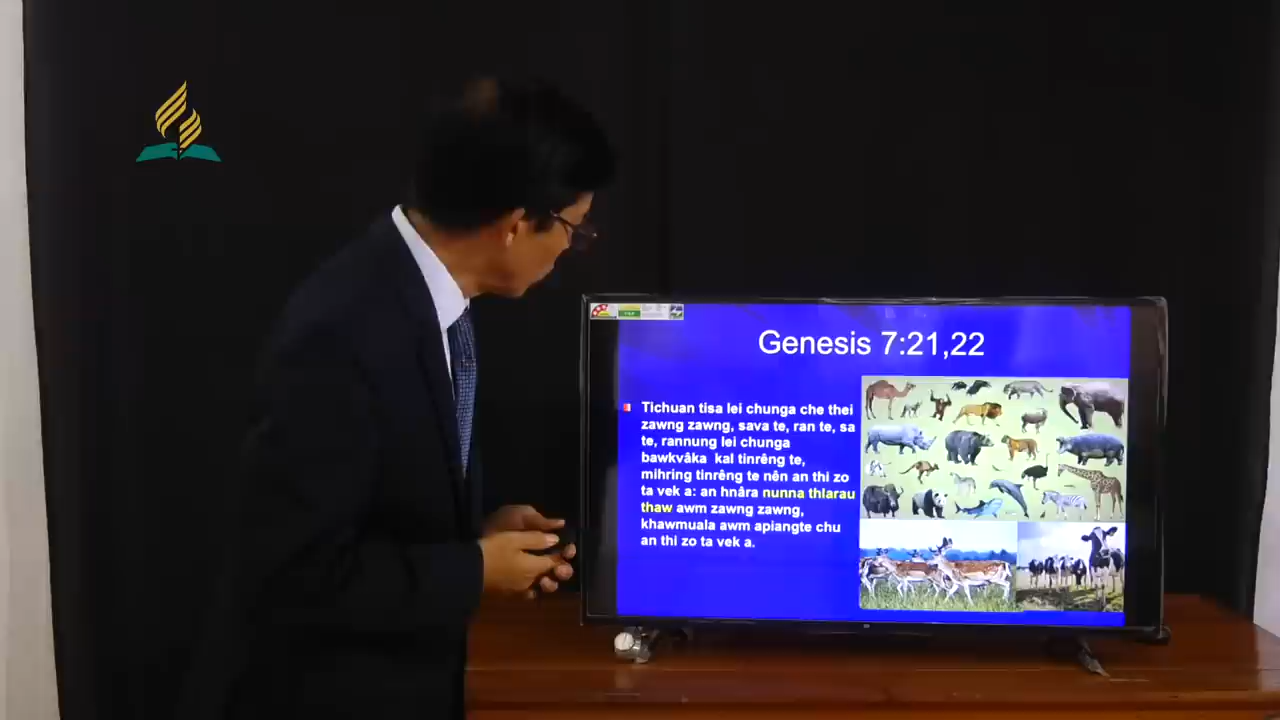 Genesis 7:21,22
Tichuan tisa lei chunga che thei
zawng zawng, sava te, ran te, sa
te, rannung lei chunga
bawkvâka kal tinrêng te,
mihring tinrêng te nên an thi zo
ta vek a: an hnâra nunna thlarau
thaw awm zawng zawng,
khawmuala awm apiangte chu
an thi zo ta vek a.